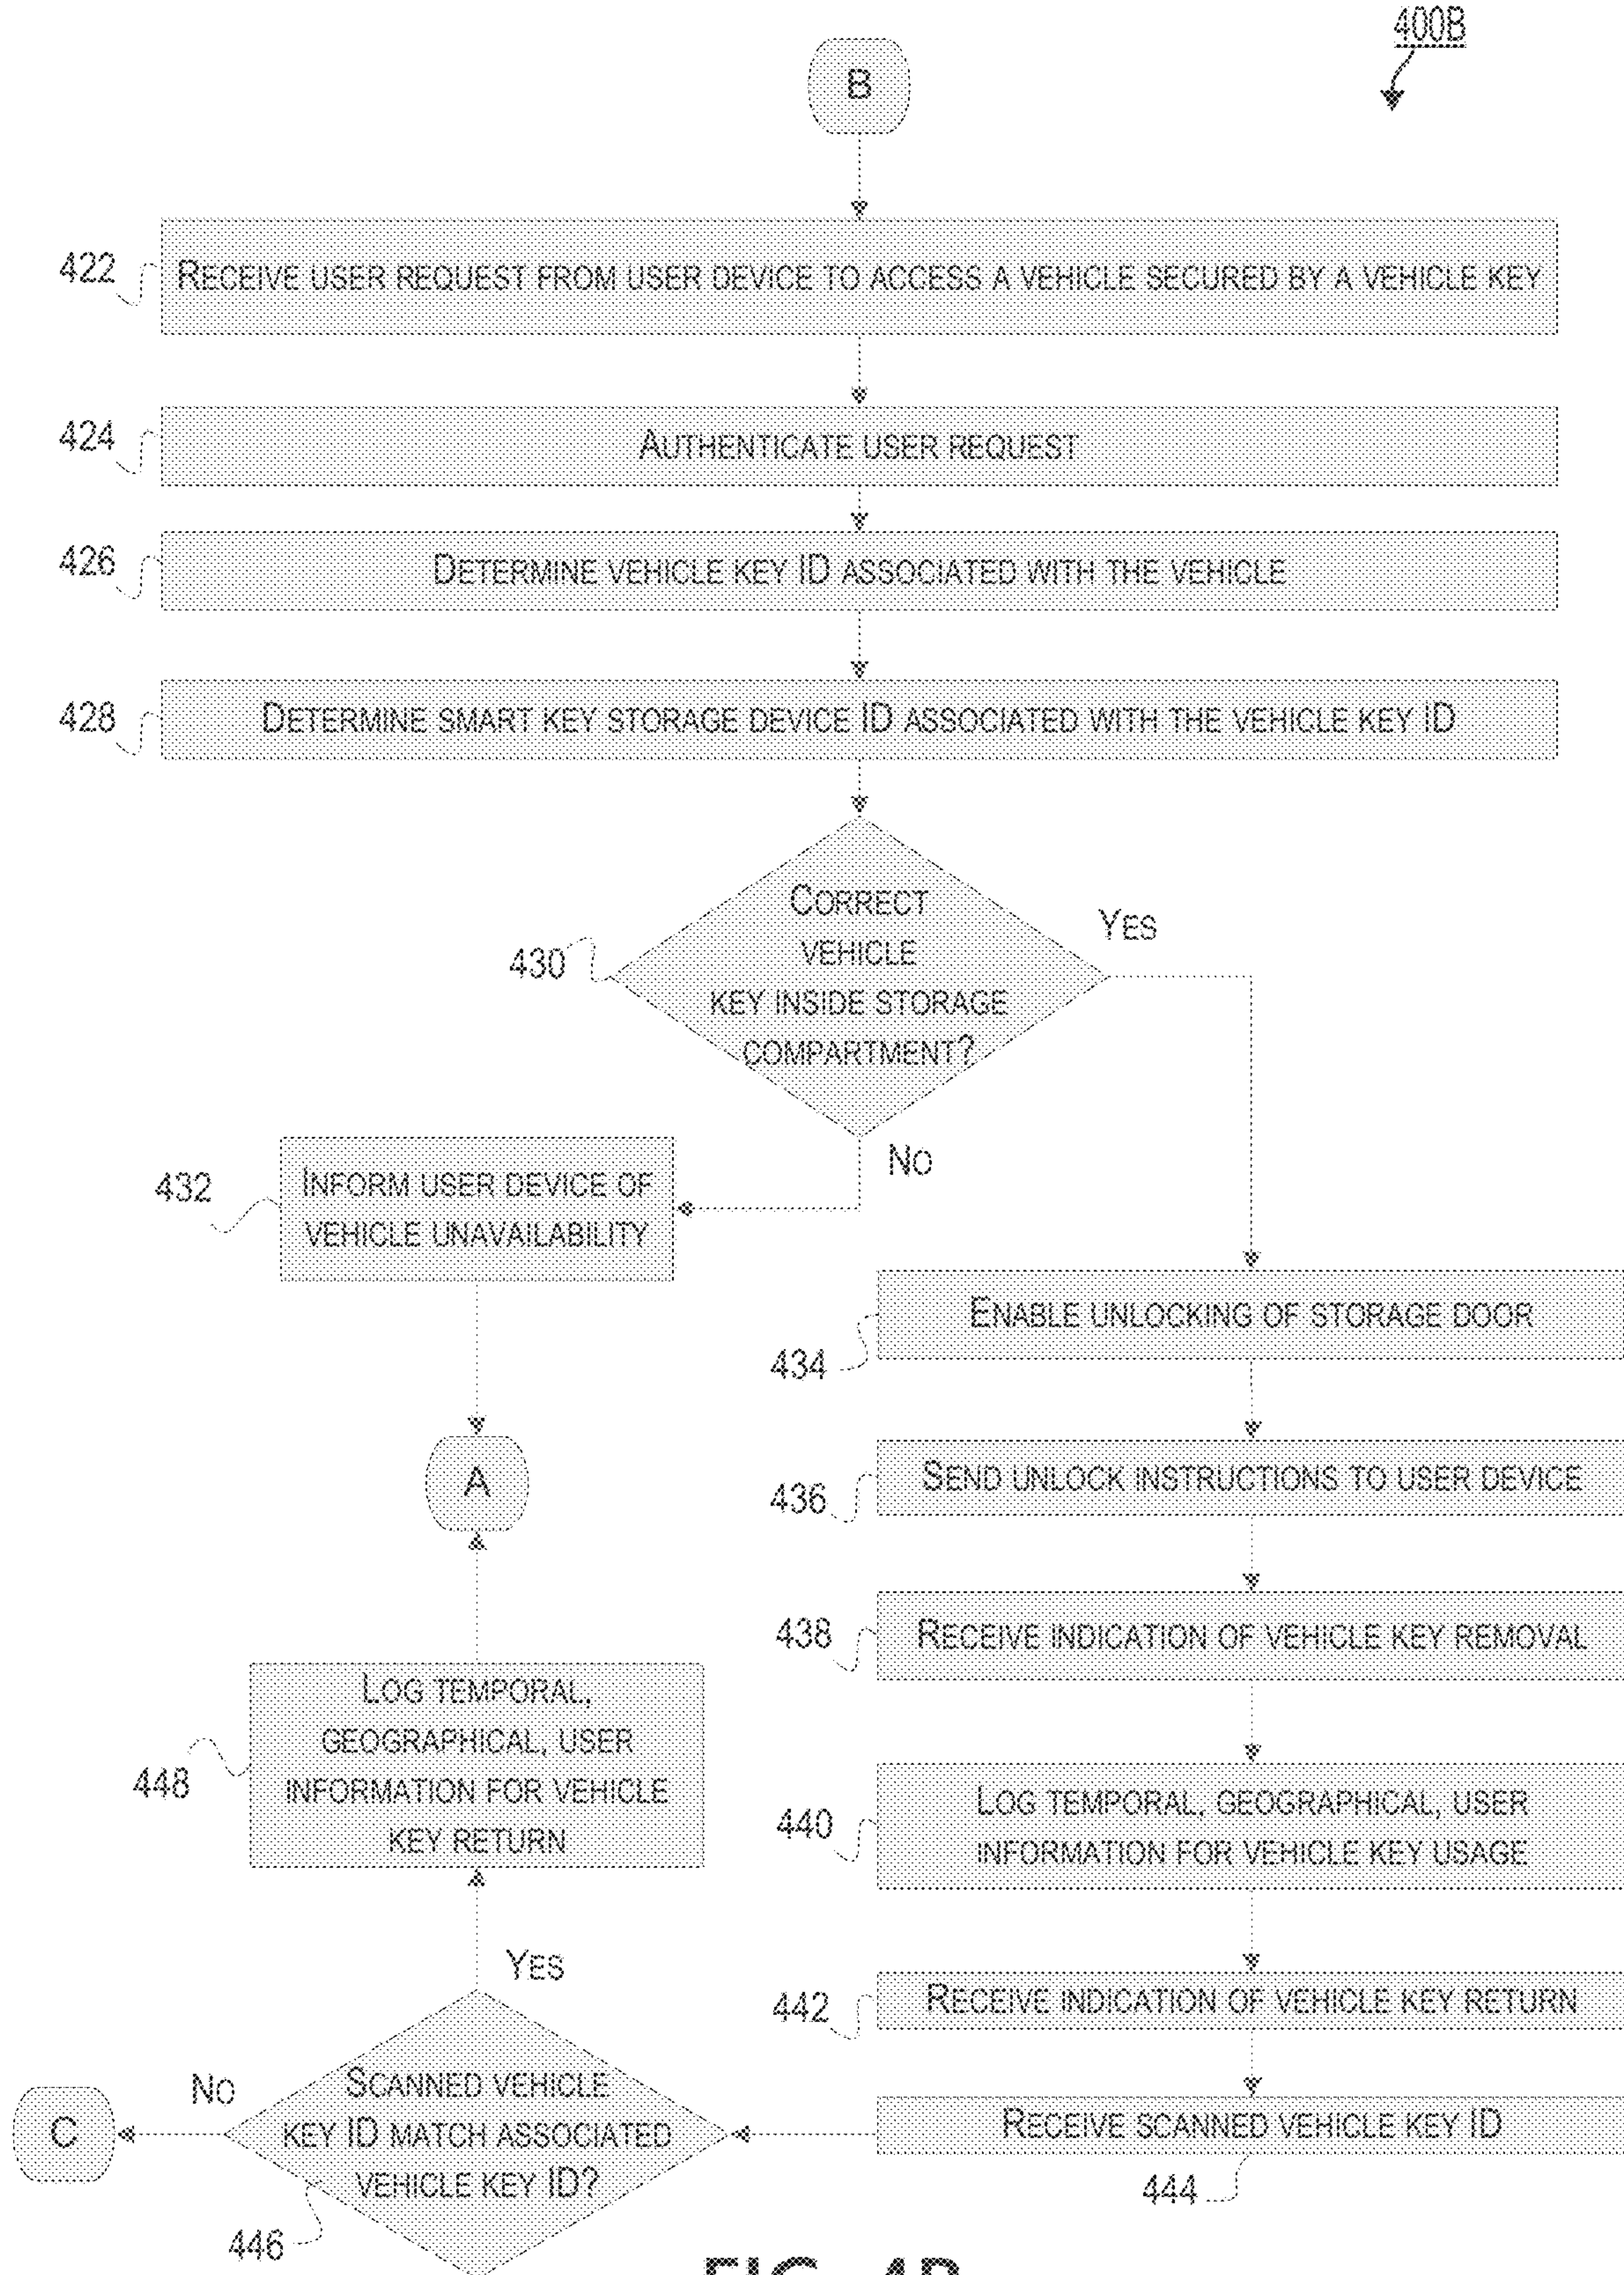 400B
B
422
RECEIVE USER REQUEST FROM USER DEVICE TO ACCESS A VEHICLE SECURED BY A VEHICLE KEY
424
AUTHENTICATE USER REQUEST
426
DETERMINE VEHICLE KEY ID ASSOCIATED WITH THE VEHICLE
428
DETERMINE SMART KEY STORAGE DEVICE ID ASSOCIATED WITH THE VEHICLE KEY ID
430
CORRECT
VEHICLE
KEY INSIDE STORAGE
COMPARTMENT?
YES
NO
432
INFORM USER DEVICE OF
VEHICLE UNAVAILABILITY
434
ENABLE UNLOCKING OF STORAGE DOOR
A
436
SEND UNLOCK INSTRUCTIONS TO USER DEVICE
438
RECEIVE INDICATION OF VEHICLE KEY REMOVAL
448
LOG TEMPORAL,
GEOGRAPHICAL, USER
INFORMATION FOR VEHICLE
KEY RETURN
440
LOG TEMPORAL, GEOGRAPHICAL, USER
INFORMATION FOR VEHICLE KEY USAGE
YES
442
RECEIVE INDICATION OF VEHICLE KEY RETURN
C
NO
SCANNED VEHICLE
KEY ID MATCH ASSOCIATED
VEHICLE KEY ID?
446
RECEIVE SCANNED VEHICLE KEY ID
444
FIG. 4B